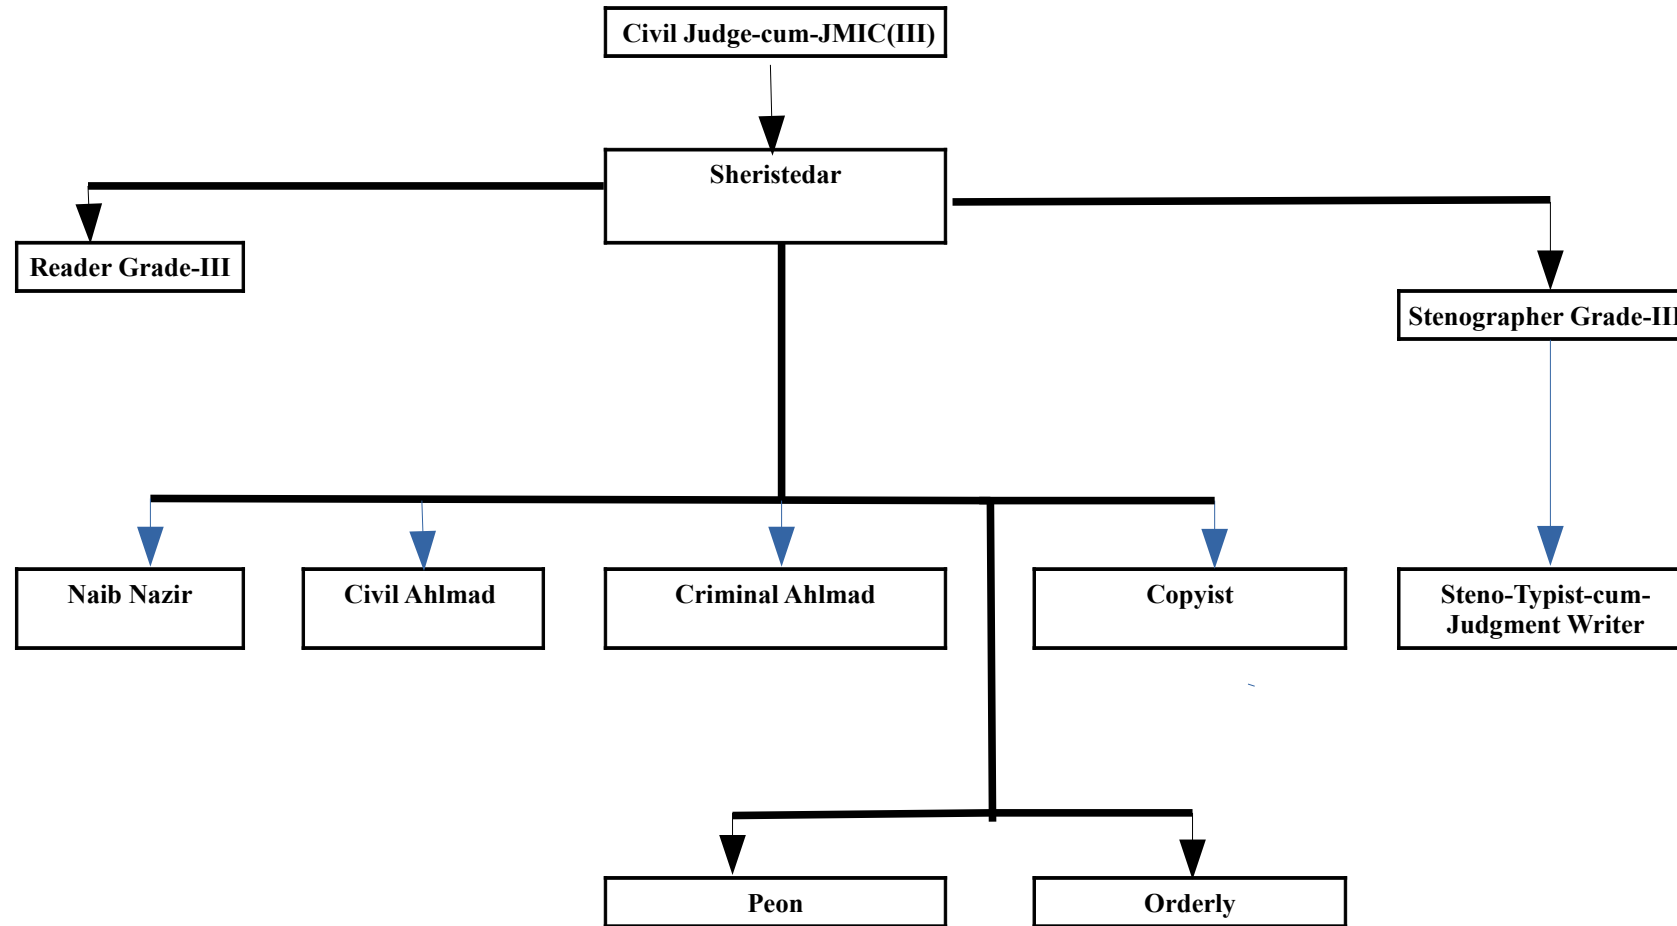 Civil Judge-cum-JMIC(III)
Sheristedar
Reader Grade-III
Stenographer Grade-III
Naib Nazir
Civil Ahlmad
Criminal Ahlmad
Copyist
Steno-Typist-cum-
Judgment Writer
Peon
Orderly